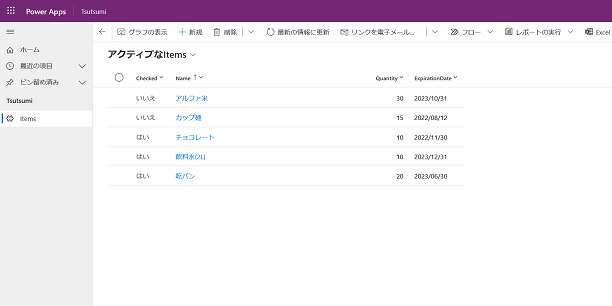 Power Apps Tsutsumi
ホーム
最近の項目
ピン留め済み
Tsutsumi
Items
グラフの表示 新規 削除 最新の情報に更新 リンクを電子メール... フロー レポートの実行 Excel
アクティブなItems
Checked Name ↑ Quantity ExpirationDate
いいえ アルファ米 30 2023/10/31
いいえ カップ麺 15 2022/08/12
はい チョコレート 10 2022/11/30
はい 飲料水(2L) 10 2023/12/31
はい 乾パン 20 2023/06/30